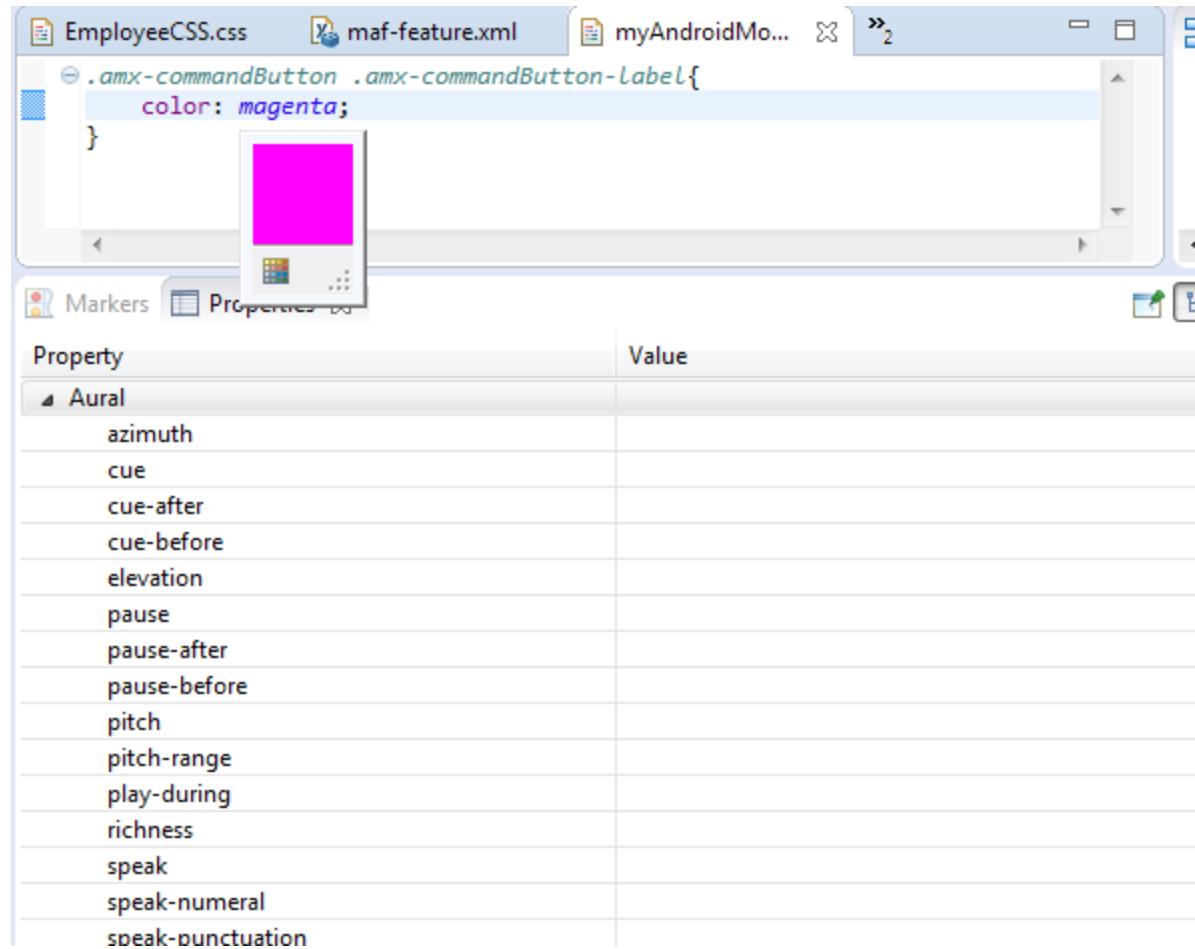 EmployeeCSS.css maf-feature.xml myAndroidMo... »2
.amx-commandButton .amx-commandButton-label{
color: magenta;
}
Markers Properties
Property Value
Aural
azimuth
cue
cue-after
cue-before
elevation
pause
pause-after
pause-before
pitch
pitch-range
play-during
richness
speak
speak-numeral
speak-punctuation